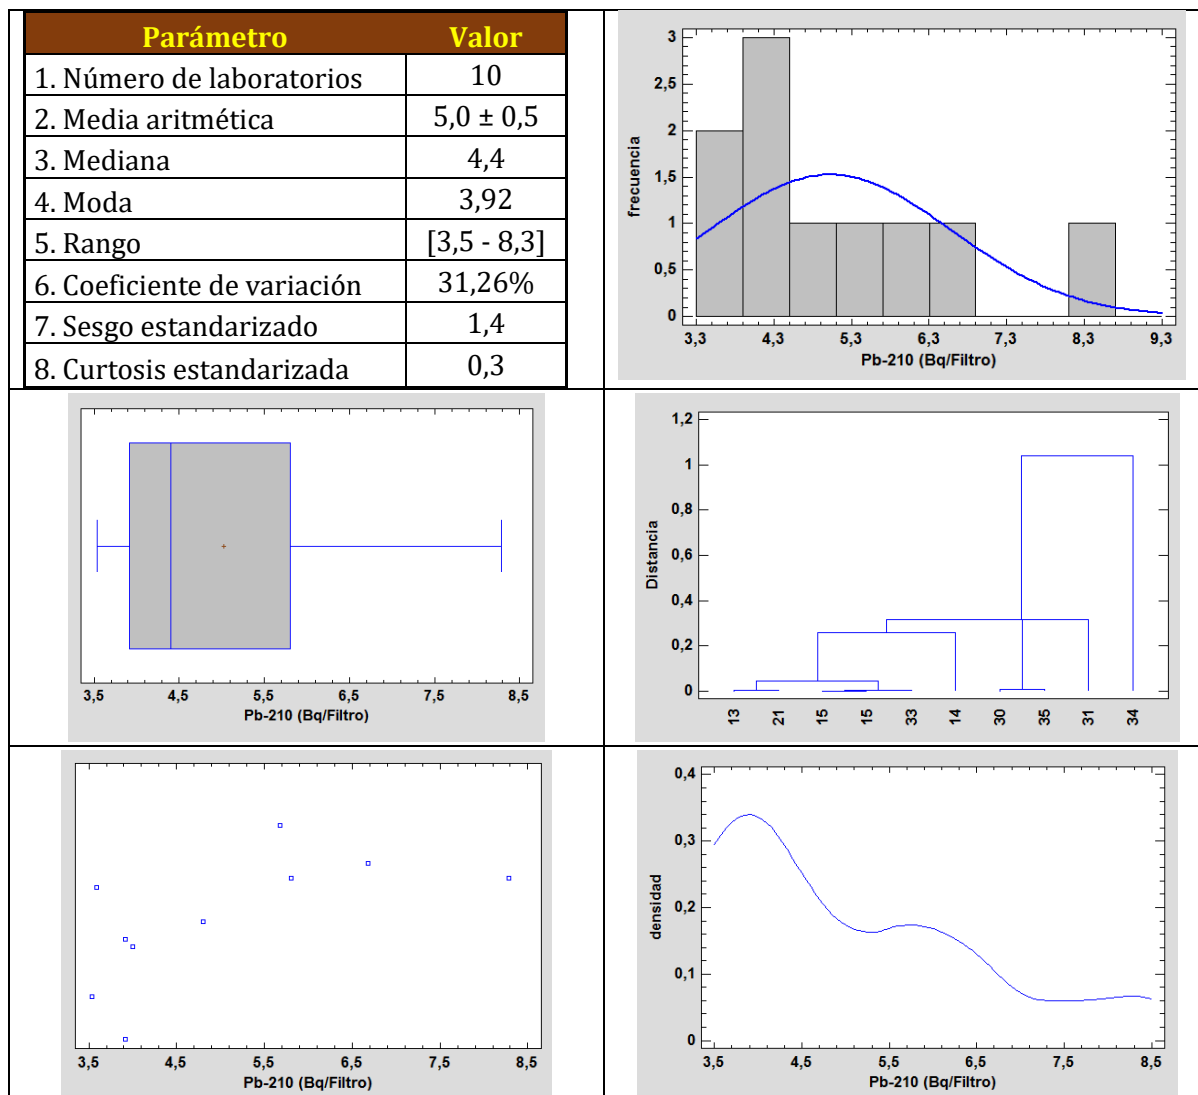 Parámetro Valor
1. Número de laboratorios 10
2. Media aritmética 5,0 ± 0,5
3. Mediana 4,4
4. Moda 3,92
5. Rango [3,5 - 8,3]
6. Coeficiente de variación 31,26%
7. Sesgo estandarizado 1,4
8. Curtosis estandarizada 0,3
3
2,5
2
1,5
1
0,5
0
frecuencia
3,3 4,3 5,3 6,3 7,3 8,3 9,3
Pb-210 (Bq/Filtro)
3,5 4,5 5,5 6,5 7,5 8,5
Pb-210 (Bq/Filtro)
1,2
1
0,8
0,6
0,4
0,2
0
Distancia
13 21 15 15 33 14 30 35 31 34
3,5 4,5 5,5 6,5 7,5 8,5
Pb-210 (Bq/Filtro)
0,4
0,3
0,2
0,1
0
densidad
3,5 4,5 5,5 6,5 7,5 8,5
Pb-210 (Bq/Filtro)